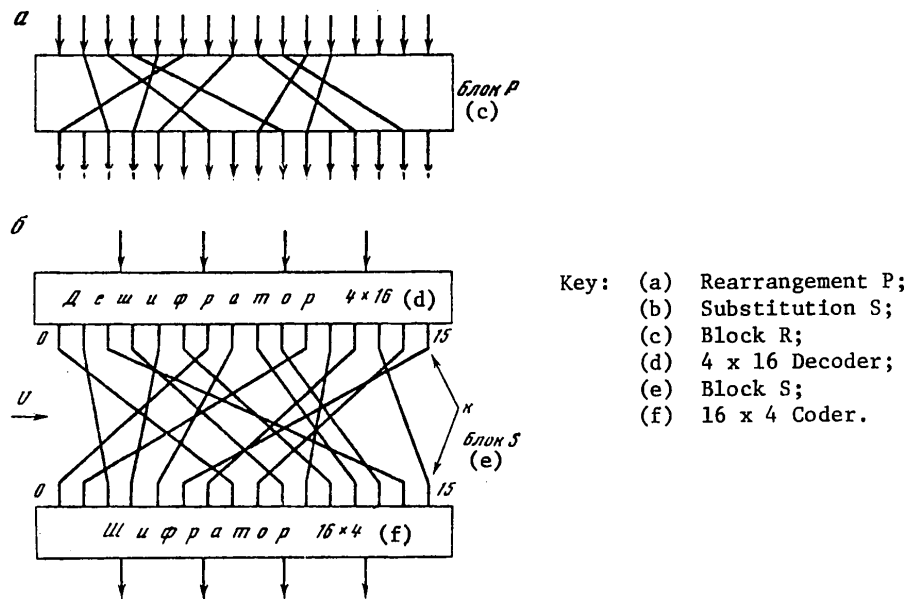 а
блок P
(c)
б
Дешифратор 4×16 (d)
0
15
U
к
блок S
(e)
0
15
Шифратор 16×4 (f)
Key: (a) Rearrangement P;
(b) Substitution S;
(c) Block R;
(d) 4 x 16 Decoder;
(e) Block S;
(f) 16 x 4 Coder.